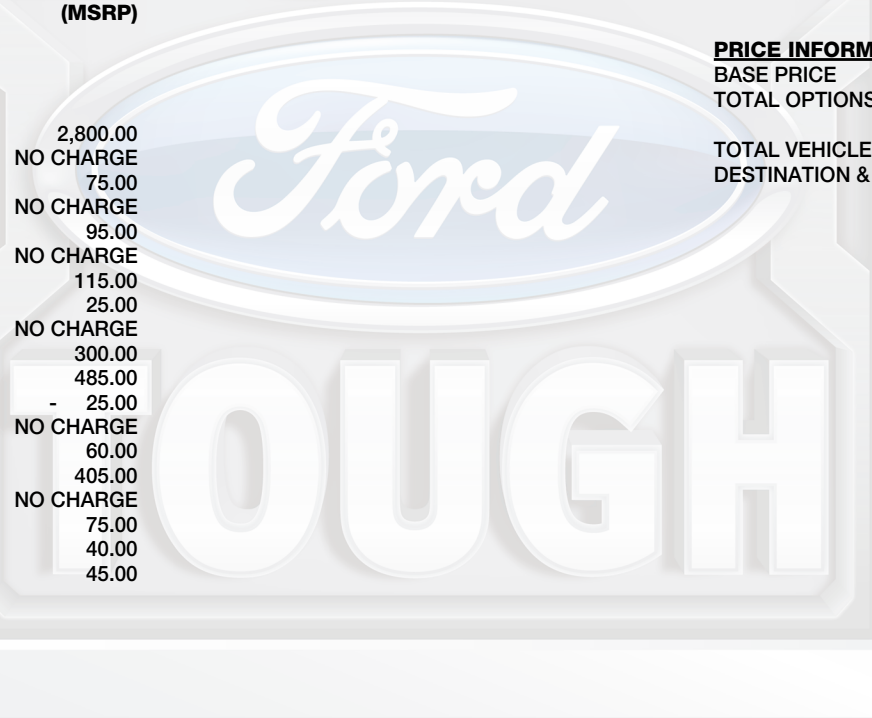 (MSRP)
2,800.00
NO CHARGE
75.00
NO CHARGE
95.00
NO CHARGE
115.00
25.00
NO CHARGE
300.00
485.00
- 25.00
NO CHARGE
60.00
405.00
NO CHARGE
75.00
40.00
45.00
PRICE INFORM
BASE PRICE
TOTAL OPTIONS
TOTAL VEHICLE
DESTINATION &
Ford
TOUGH